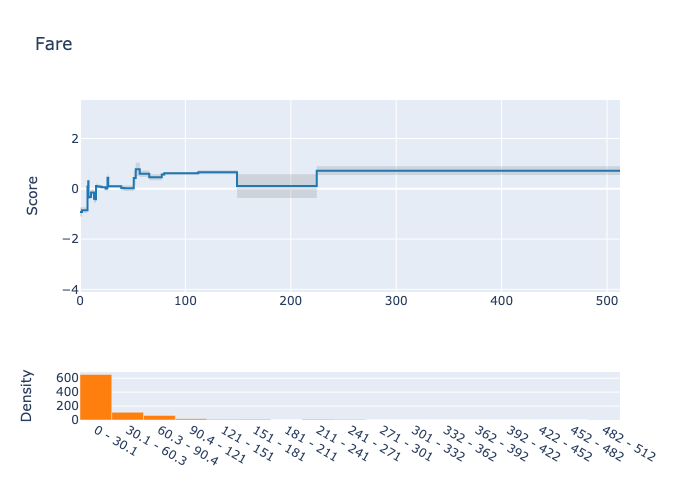 Fare
Score
2
0
−2
−4
0 100 200 300 400 500
Density
600
400
200
0
0 - 30.1
30.1 - 60.3
60.3 - 90.4
90.4 - 121
121 - 151
151 - 181
181 - 211
211 - 241
241 - 271
271 - 301
301 - 332
332 - 362
362 - 392
392 - 422
422 - 452
452 - 482
482 - 512